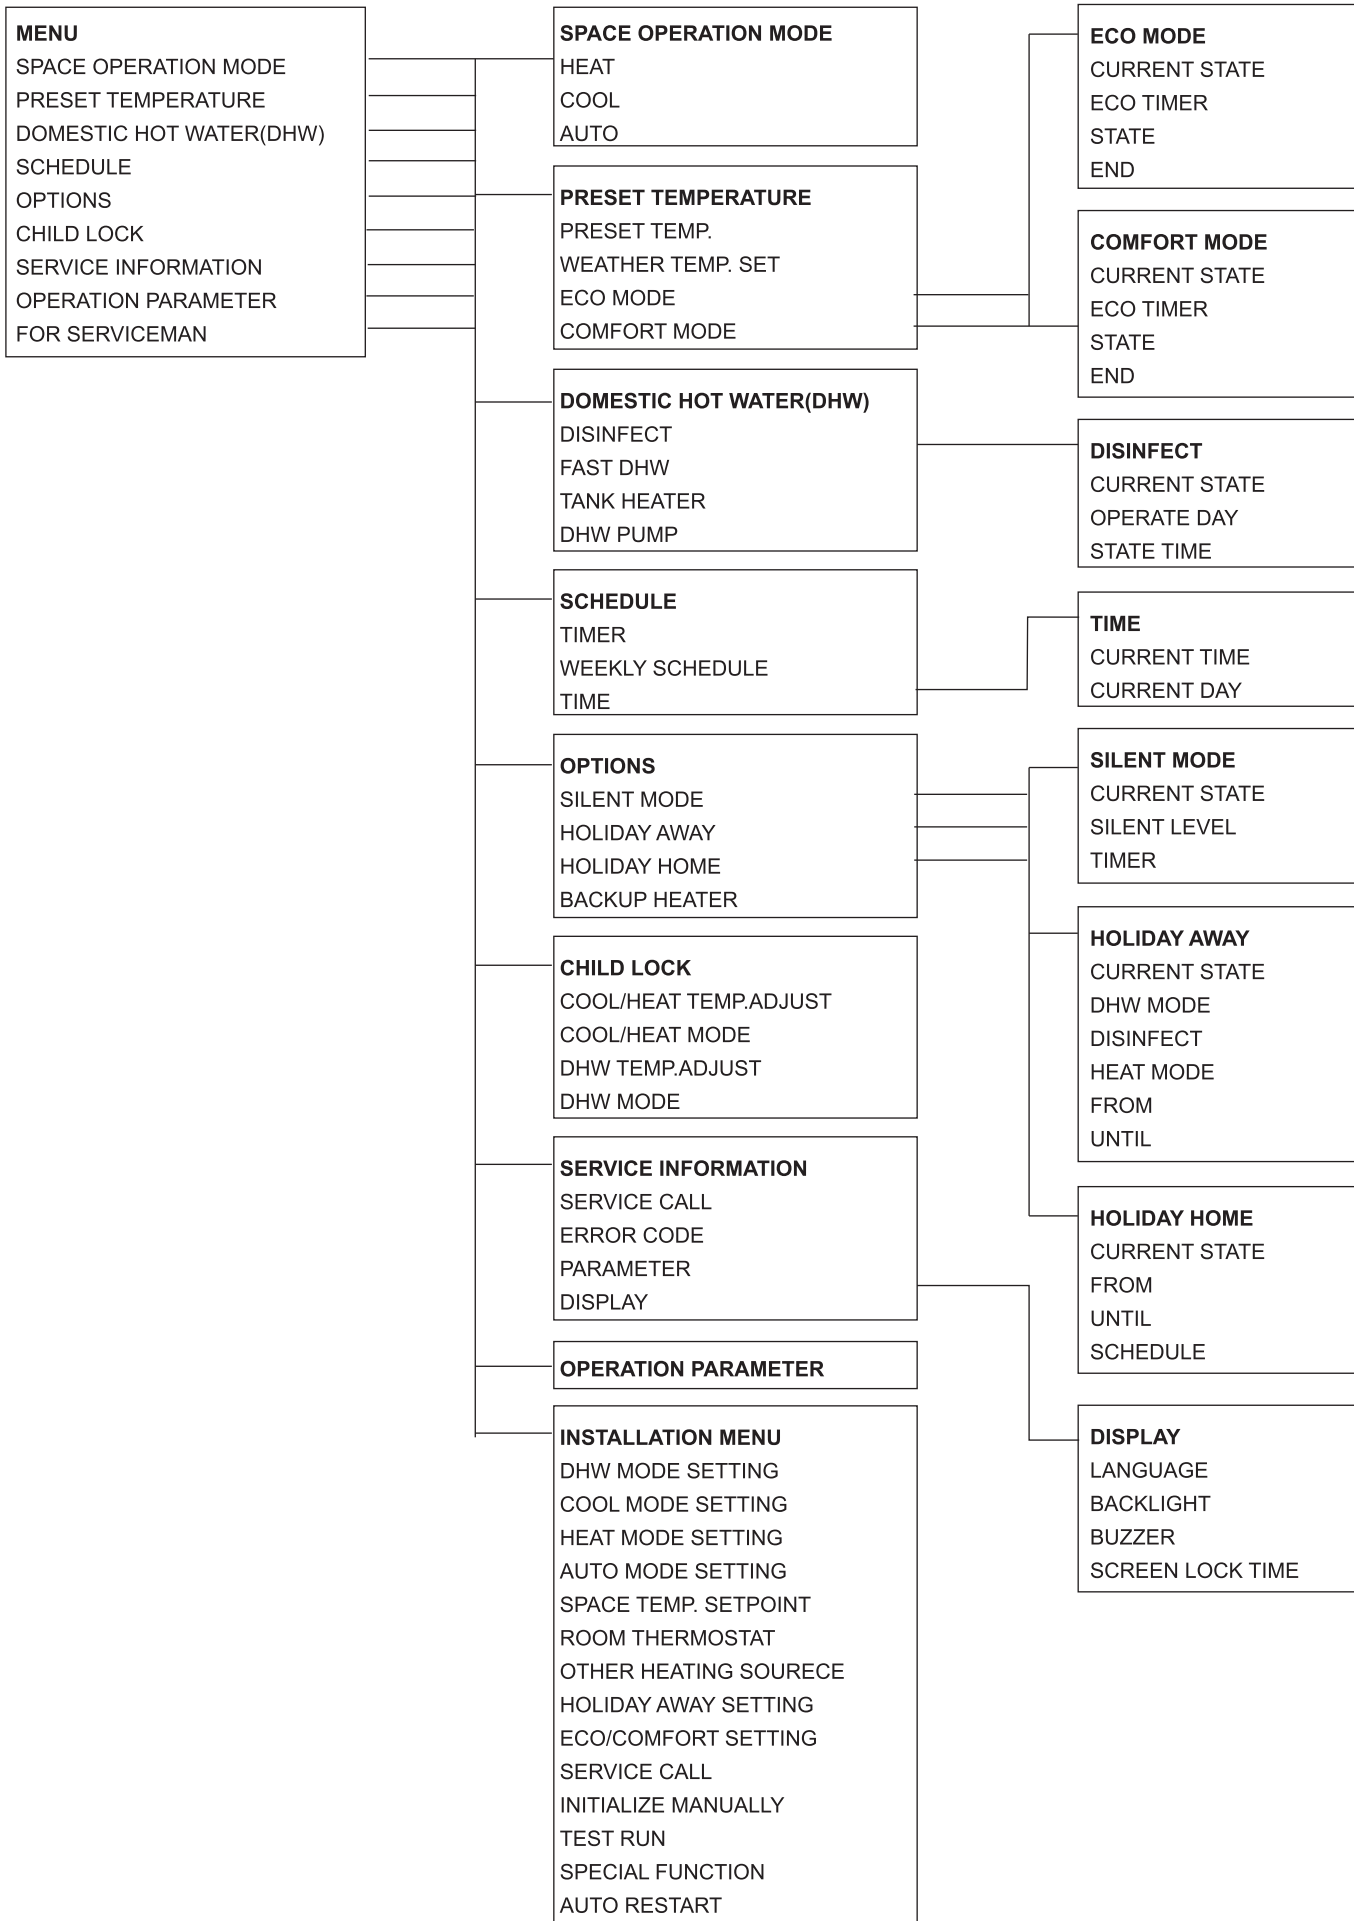 MENU
SPACE OPERATION MODE
PRESET TEMPERATURE
DOMESTIC HOT WATER(DHW)
SCHEDULE
OPTIONS
CHILD LOCK
SERVICE INFORMATION
OPERATION PARAMETER
FOR SERVICEMAN
SPACE OPERATION MODE
HEAT
COOL
AUTO
PRESET TEMPERATURE
PRESET TEMP.
WEATHER TEMP. SET
ECO MODE
COMFORT MODE
DOMESTIC HOT WATER(DHW)
DISINFECT
FAST DHW
TANK HEATER
DHW PUMP
SCHEDULE
TIMER
WEEKLY SCHEDULE
TIME
OPTIONS
SILENT MODE
HOLIDAY AWAY
HOLIDAY HOME
BACKUP HEATER
CHILD LOCK
COOL/HEAT TEMP.ADJUST
COOL/HEAT MODE
DHW TEMP.ADJUST
DHW MODE
SERVICE INFORMATION
SERVICE CALL
ERROR CODE
PARAMETER
DISPLAY
OPERATION PARAMETER
INSTALLATION MENU
DHW MODE SETTING
COOL MODE SETTING
HEAT MODE SETTING
AUTO MODE SETTING
SPACE TEMP. SETPOINT
ROOM THERMOSTAT
OTHER HEATING SOURECE
HOLIDAY AWAY SETTING
ECO/COMFORT SETTING
SERVICE CALL
INITIALIZE MANUALLY
TEST RUN
SPECIAL FUNCTION
AUTO RESTART
ECO MODE
CURRENT STATE
ECO TIMER
STATE
END
COMFORT MODE
CURRENT STATE
ECO TIMER
STATE
END
DISINFECT
CURRENT STATE
OPERATE DAY
STATE TIME
TIME
CURRENT TIME
CURRENT DAY
SILENT MODE
CURRENT STATE
SILENT LEVEL
TIMER
HOLIDAY AWAY
CURRENT STATE
DHW MODE
DISINFECT
HEAT MODE
FROM
UNTIL
HOLIDAY HOME
CURRENT STATE
FROM
UNTIL
SCHEDULE
DISPLAY
LANGUAGE
BACKLIGHT
BUZZER
SCREEN LOCK TIME